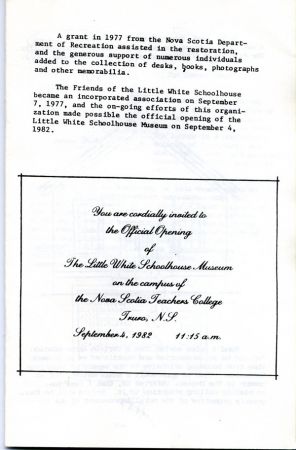 A grant in 1977 from the Nova Scotia Depart-
ment of Recreation assisted in the restoration,
and the generous support of numerous individuals
added to the collection of desks, books, photographs
and other memorabilia.
The Friends of the Little White Schoolhouse
became an incorporated association on September
7, 1977, and the on-going efforts of this organi-
zation made possible the official opening of the
Little White Schoolhouse Museum on September 4,
1982.
You are cordially invited to
the Official Opening
of
The Little White Schoolhouse Museum
on the campus of
the Nova Scotia Teachers College
Truro, N.S.
September 4, 1982 11:15 a.m.